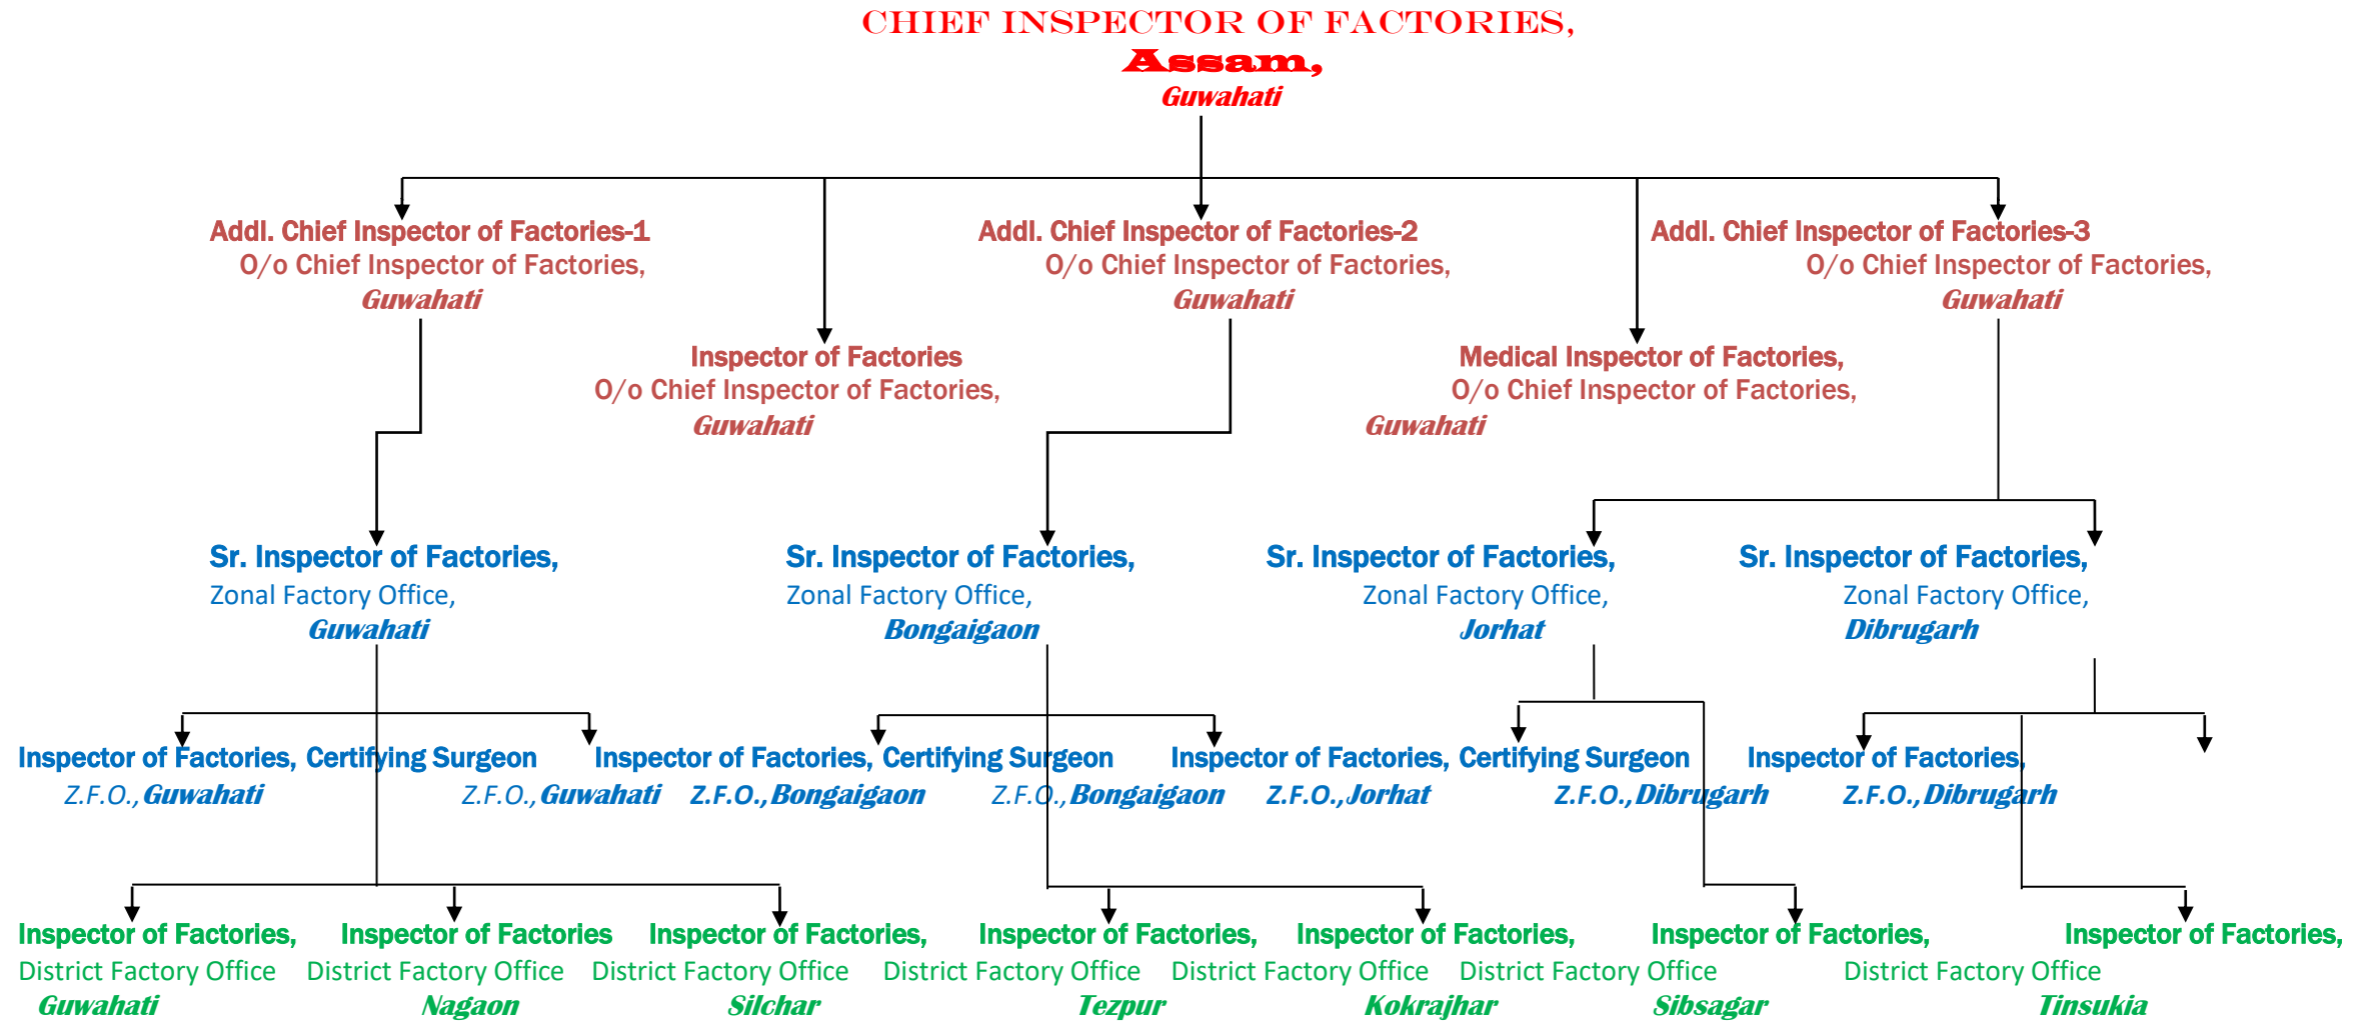 CHIEF INSPECTOR OF FACTORIES,
Assam,
Guwahati
Addl. Chief Inspector of Factories-1 Addl. Chief Inspector of Factories-2 Addl. Chief Inspector of Factories-3
O/o Chief Inspector of Factories, O/o Chief Inspector of Factories, O/o Chief Inspector of Factories,
Guwahati Guwahati Guwahati
Inspector of Factories Medical Inspector of Factories,
O/o Chief Inspector of Factories, O/o Chief Inspector of Factories,
Guwahati Guwahati
Sr. Inspector of Factories, Sr. Inspector of Factories, Sr. Inspector of Factories, Sr. Inspector of Factories,
Zonal Factory Office, Zonal Factory Office, Zonal Factory Office, Zonal Factory Office,
Guwahati Bongaigaon Jorhat Dibrugarh
Inspector of Factories, Certifying Surgeon Inspector of Factories, Certifying Surgeon Inspector of Factories, Certifying Surgeon Inspector of Factories,
Z.F.O., Guwahati Z.F.O., Guwahati Z.F.O., Bongaigaon Z.F.O., Bongaigaon Z.F.O., Jorhat Z.F.O., Dibrugarh Z.F.O., Dibrugarh
Inspector of Factories, Inspector of Factories Inspector of Factories, Inspector of Factories, Inspector of Factories, Inspector of Factories, Inspector of Factories,
District Factory Office District Factory Office District Factory Office District Factory Office District Factory Office District Factory Office District Factory Office
Guwahati Nagaon Silchar Tezpur Kokrajhar Sibsagar Tinsukia